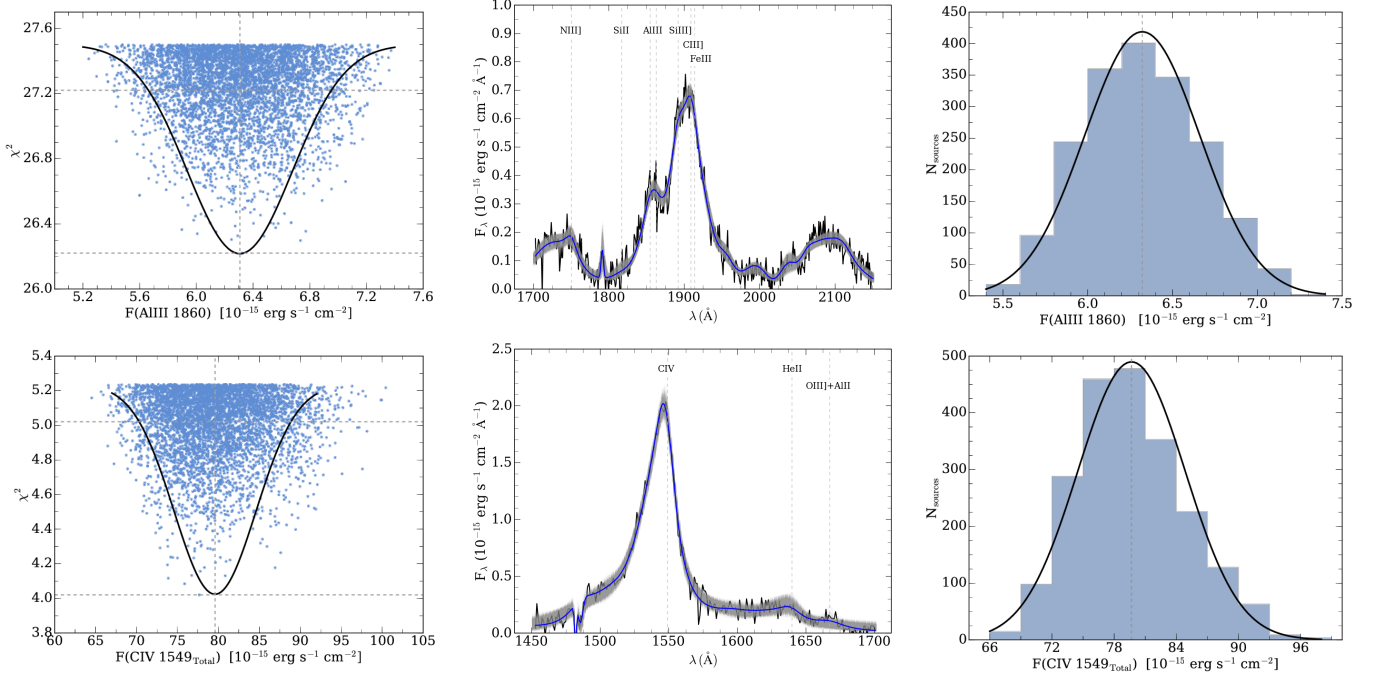 27.6
27.2
26.8
26.4
26.0
χ²
5.2 5.6 6.0 6.4 6.8 7.2 7.6
F(AlIII 1860) [10⁻¹⁵ erg s⁻¹ cm⁻²]
1.0
0.9
0.8
0.7
0.6
0.5
0.4
0.3
0.2
0.1
0.0
F_λ (10⁻¹⁵ erg s⁻¹ cm⁻² Å⁻¹)
NIII] SiII AlIII SiIII]
CIII]
FeIII
1700 1800 1900 2000 2100
λ (Å)
450
400
350
300
250
200
150
100
50
0
N_sources
5.5 6.0 6.5 7.0 7.5
F(AlIII 1860) [10⁻¹⁵ erg s⁻¹ cm⁻²]
5.4
5.2
5.0
4.8
4.6
4.4
4.2
4.0
3.8
χ²
60 65 70 75 80 85 90 95 100 105
F(CIV 1549_Total) [10⁻¹⁵ erg s⁻¹ cm⁻²]
2.5
2.0
1.5
1.0
0.5
0.0
F_λ (10⁻¹⁵ erg s⁻¹ cm⁻² Å⁻¹)
CIV HeII
OIII]+AlII
1450 1500 1550 1600 1650 1700
λ (Å)
500
400
300
200
100
0
N_sources
66 72 78 84 90 96
F(CIV 1549_Total) [10⁻¹⁵ erg s⁻¹ cm⁻²]